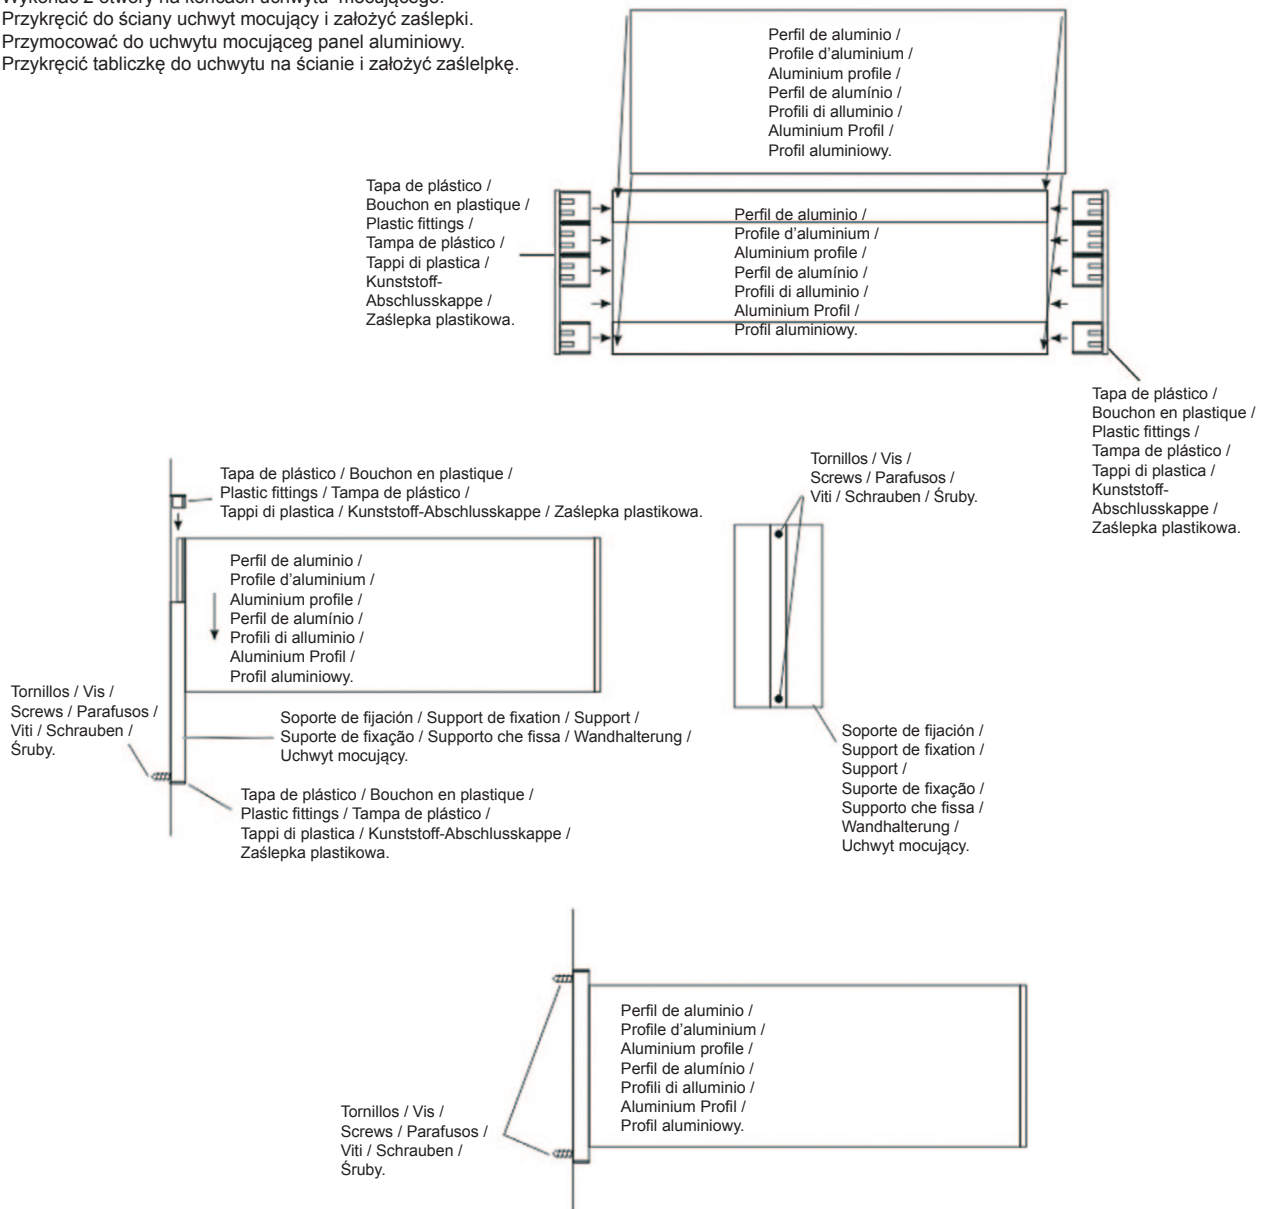 Wykonać 2 otwory na końcach uchwytu mocującego.
Przykręcić do ściany uchwyt mocujący i założyć zaślepki.
Przymocować do uchwytu mocująceg panel aluminiowy.
Przykręcić tabliczkę do uchwytu na ścianie i założyć zaślelpkę.
Perfil de aluminio /
Profile d’aluminium /
Aluminium profile /
Perfil de alumínio /
Profili di alluminio /
Aluminium Profil /
Profil aluminiowy.
Tapa de plástico /
Bouchon en plastique /
Plastic fittings /
Tampa de plástico /
Tappi di plastica /
Kunststoff-
Abschlusskappe /
Zaślepka plastikowa.
Perfil de aluminio /
Profile d’aluminium /
Aluminium profile /
Perfil de alumínio /
Profili di alluminio /
Aluminium Profil /
Profil aluminiowy.
Tapa de plástico /
Bouchon en plastique /
Plastic fittings /
Tampa de plástico /
Tappi di plastica /
Kunststoff-
Abschlusskappe /
Zaślepka plastikowa.
Tapa de plástico / Bouchon en plastique /
Plastic fittings / Tampa de plástico /
Tappi di plastica / Kunststoff-Abschlusskappe / Zaślepka plastikowa.
Tornillos / Vis /
Screws / Parafusos /
Viti / Schrauben / Śruby.
Perfil de aluminio /
Profile d’aluminium /
Aluminium profile /
Perfil de alumínio /
Profili di alluminio /
Aluminium Profil /
Profil aluminiowy.
Tornillos / Vis /
Screws / Parafusos /
Viti / Schrauben /
Śruby.
Soporte de fijación / Support de fixation / Support /
Suporte de fixação / Supporto che fissa / Wandhalterung /
Uchwyt mocujący.
Soporte de fijación /
Support de fixation /
Support /
Suporte de fixação /
Supporto che fissa /
Wandhalterung /
Uchwyt mocujący.
Tapa de plástico / Bouchon en plastique /
Plastic fittings / Tampa de plástico /
Tappi di plastica / Kunststoff-Abschlusskappe /
Zaślepka plastikowa.
Perfil de aluminio /
Profile d’aluminium /
Aluminium profile /
Perfil de alumínio /
Profili di alluminio /
Aluminium Profil /
Profil aluminiowy.
Tornillos / Vis /
Screws / Parafusos /
Viti / Schrauben /
Śruby.